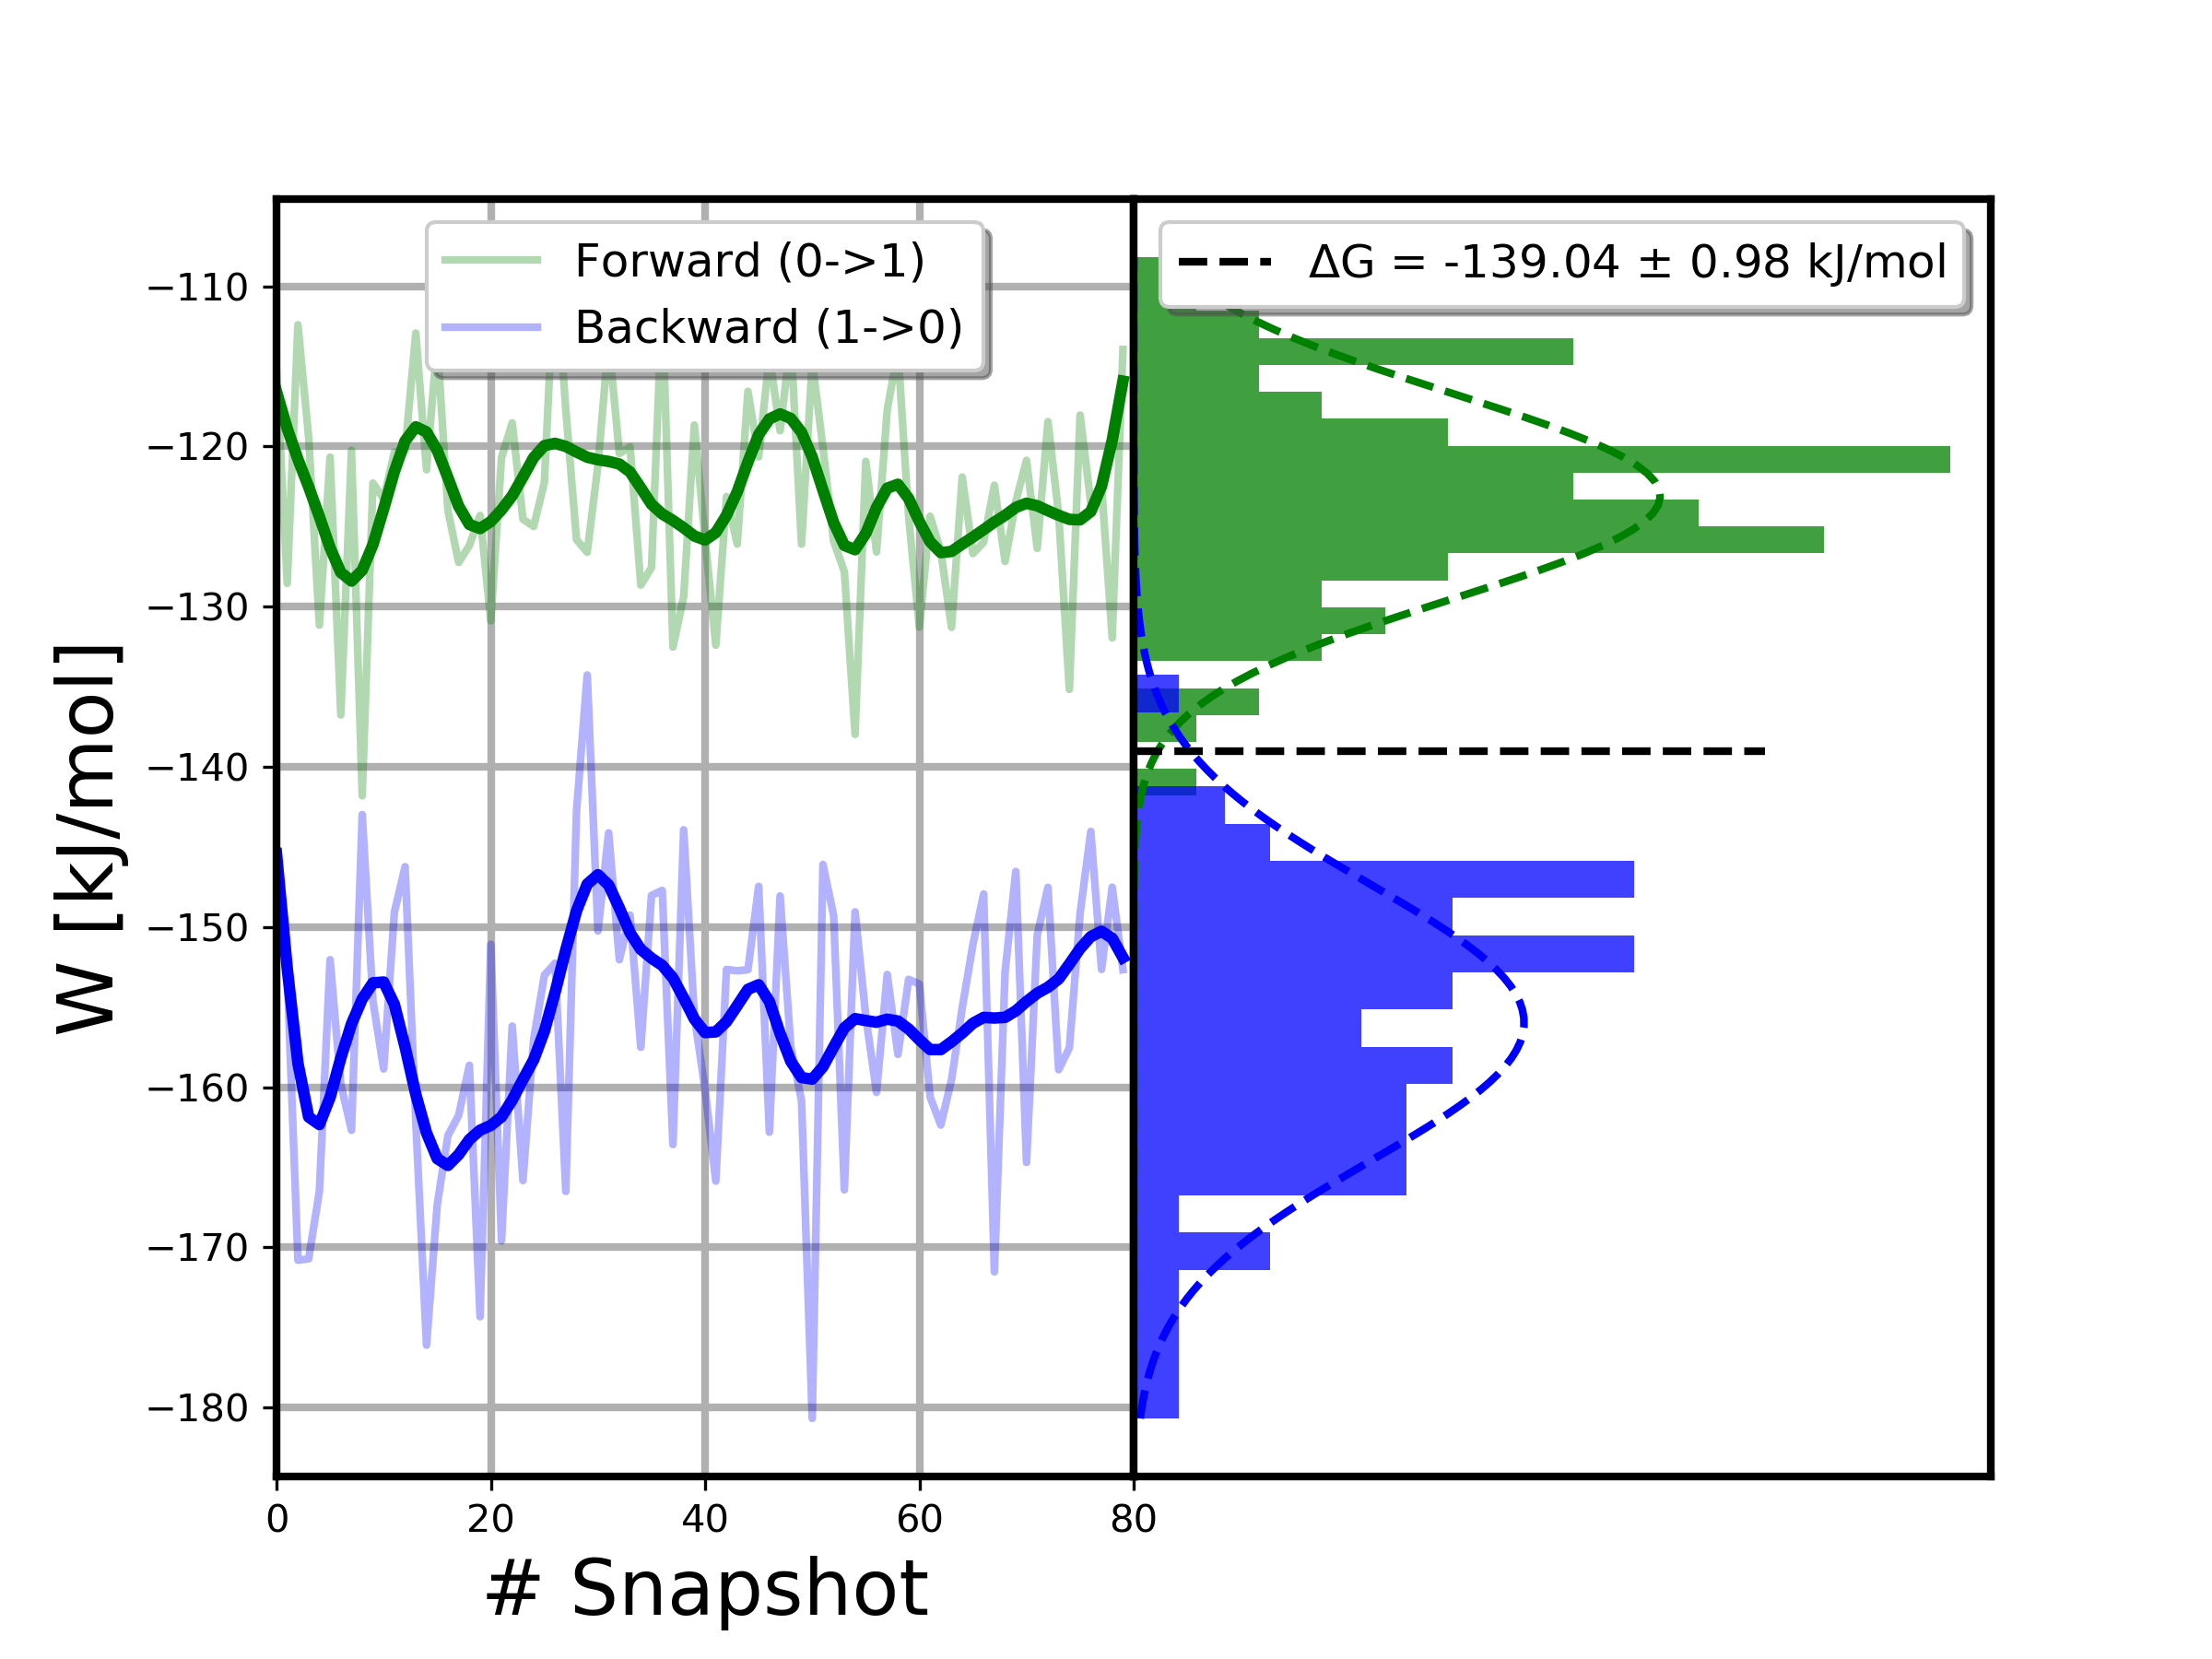 Forward (0->1)
Backward (1->0)
ΔG = -139.04 ± 0.98 kJ/mol
W [kJ/mol]
−110
−120
−130
−140
−150
−160
−170
−180
0 20 40 60 80
# Snapshot